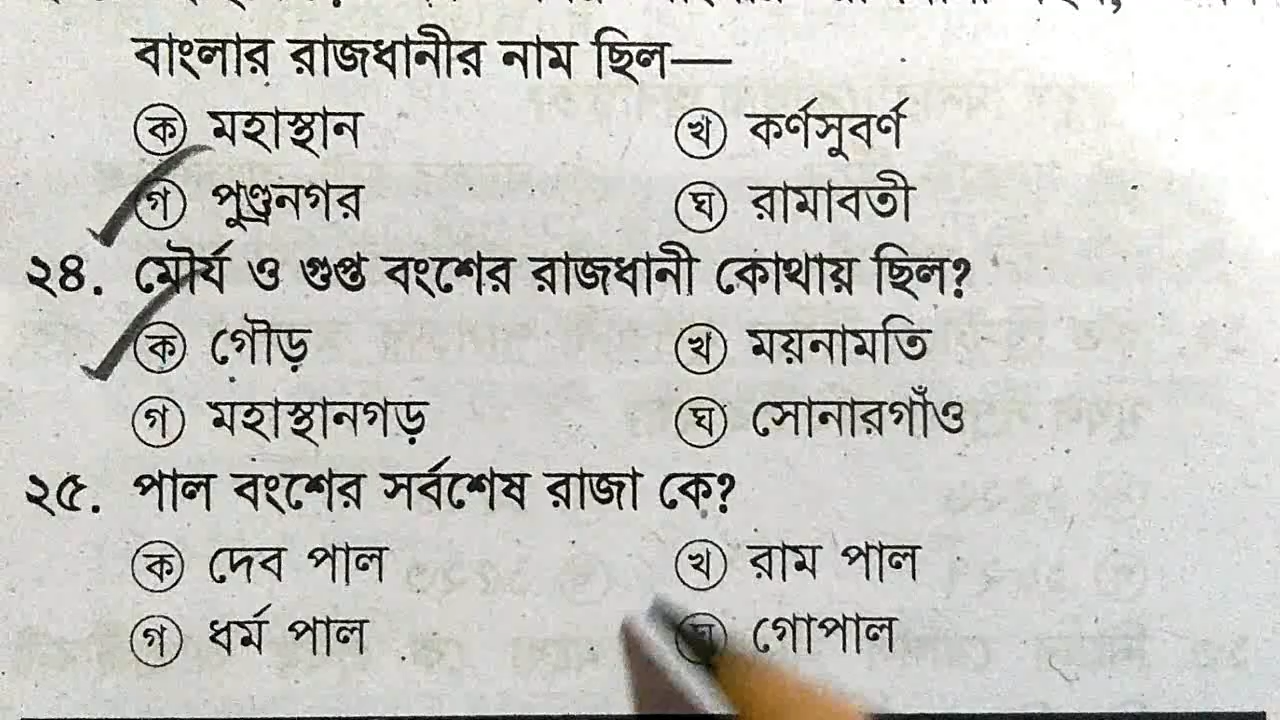 বাংলার রাজধানীর নাম ছিল—
ক মহাস্থান খ কর্ণসুবর্ণ
গ পুণ্ড্রনগর ঘ রামাবতী
২৪. মৌর্য ও গুপ্ত বংশের রাজধানী কোথায় ছিল?
ক গৌড় খ ময়নামতি
গ মহাস্থানগড় ঘ সোনারগাঁও
২৫. পাল বংশের সর্বশেষ রাজা কে?
ক দেব পাল খ রাম পাল
গ ধর্ম পাল ঘ গোপাল